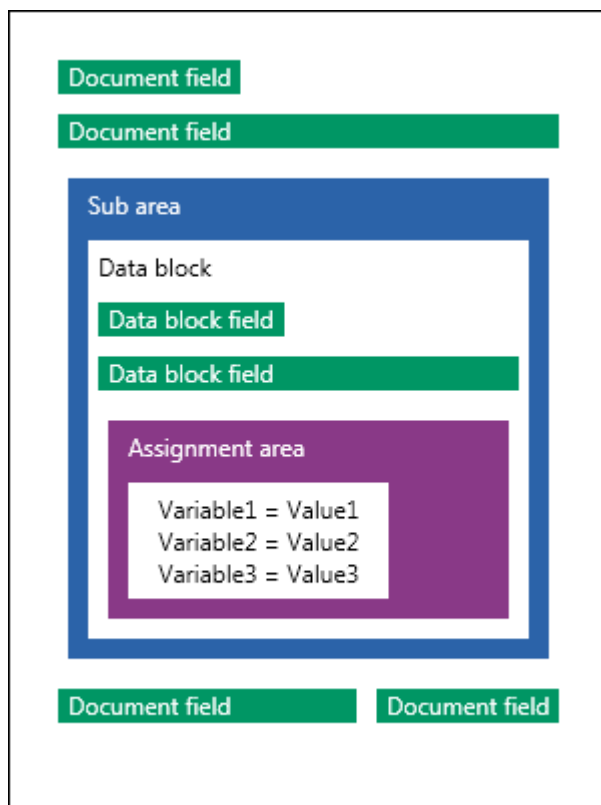 Document field
Document field
Sub area
Data block
Data block field
Data block field
Assignment area
Variable1 = Value1
Variable2 = Value2
Variable3 = Value3
Document field Document field